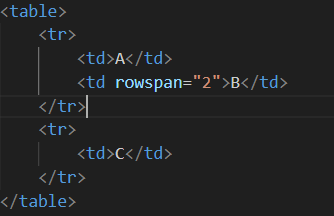 <table>
    <tr>
        <td>A</td>
        <td rowspan="2">B</td>
    </tr>
    <tr>
        <td>C</td>
    </tr>
</table>